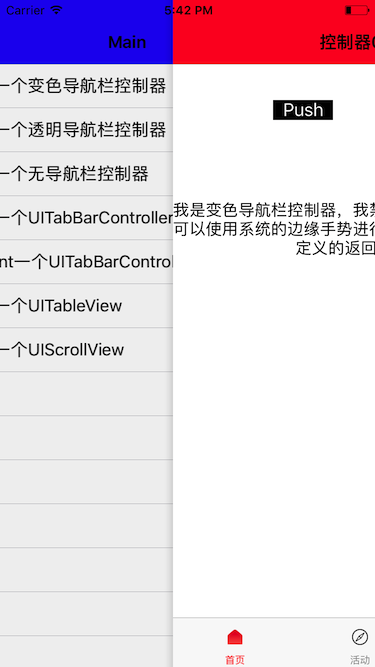 Carrier 5:42 PM
Main
控制器
一个变色导航栏控制器
一个透明导航栏控制器
一个无导航栏控制器
一个UITabBarController
nt一个UITabBarControl
一个UITableView
一个UIScrollView
Push
我是变色导航栏控制器，我
可以使用系统的边缘手势进行
定义的返回
首页
活动